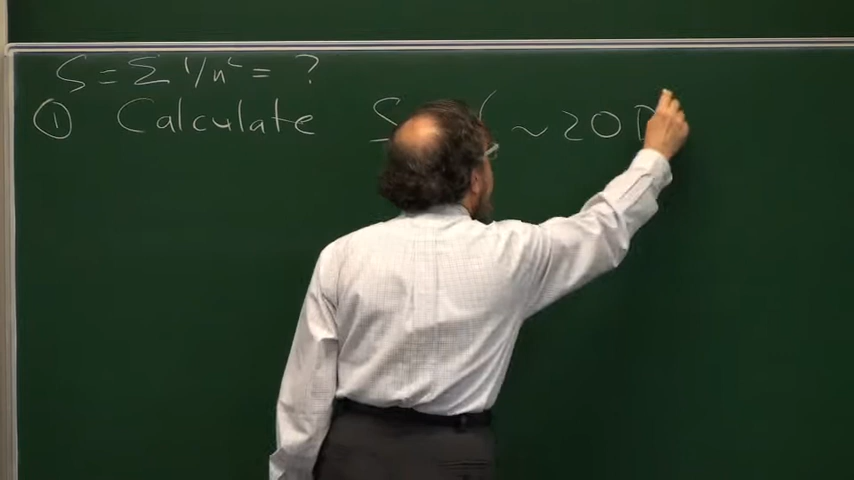 S = Σ 1/n² = ?
① Calculate S ( ~ 20 D